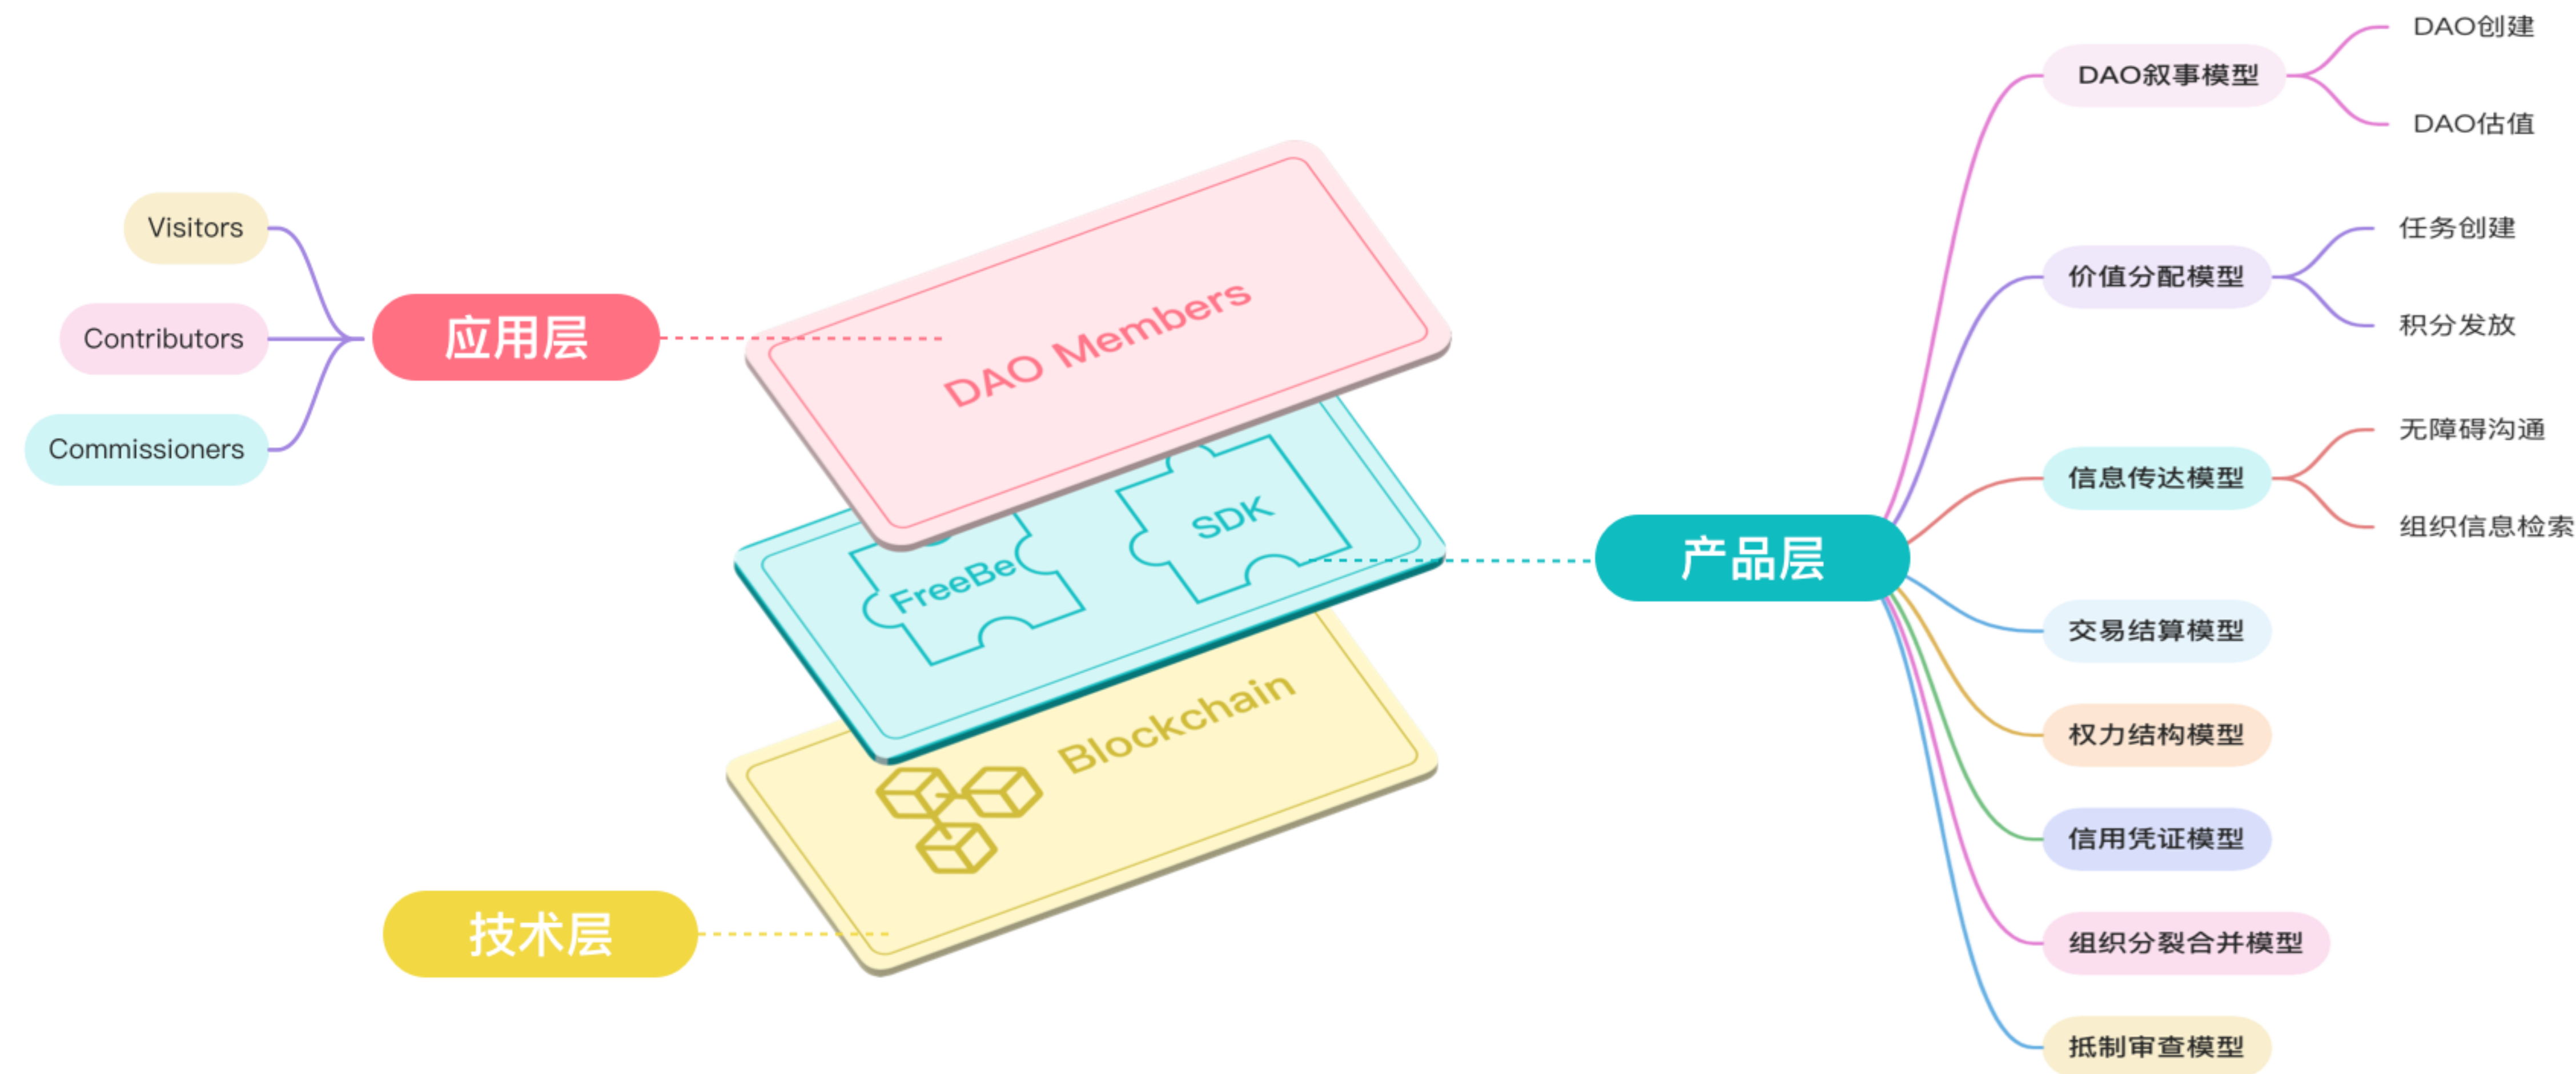 Visitors
Contributors
Commissioners
应用层
DAO Members
FreeBe
SDK
Blockchain
技术层
产品层
DAO叙事模型
DAO创建
DAO估值
价值分配模型
任务创建
积分发放
信息传达模型
无障碍沟通
组织信息检索
交易结算模型
权力结构模型
信用凭证模型
组织分裂合并模型
抵制审查模型